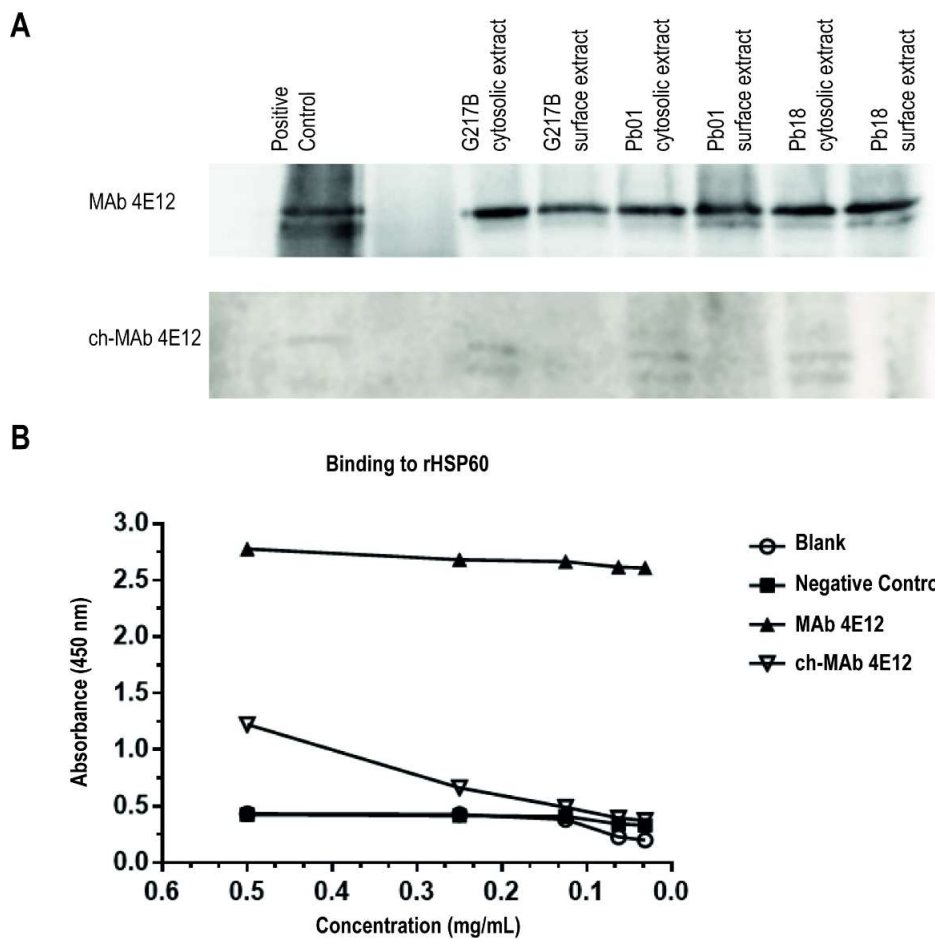 A
Positive
Control
G217B
cytosolic extract
G217B
surface extract
Pb01
cytosolic extract
Pb01
surface extract
Pb18
cytosolic extract
Pb18
surface extract
MAb 4E12
ch-MAb 4E12
B
Binding to rHSP60
3.0
2.5
2.0
1.5
1.0
0.5
0.0
Absorbance (450 nm)
0.6 0.5 0.4 0.3 0.2 0.1 0.0
Concentration (mg/mL)
Blank
Negative Contro
MAb 4E12
ch-MAb 4E12